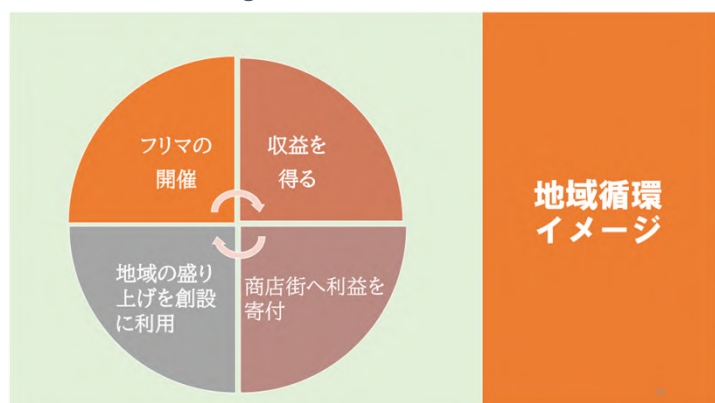 フリマの
開催
収益を
得る
地域の盛り
上げを創設
に利用
商店街へ利益を
寄付
地域循環
イメージ